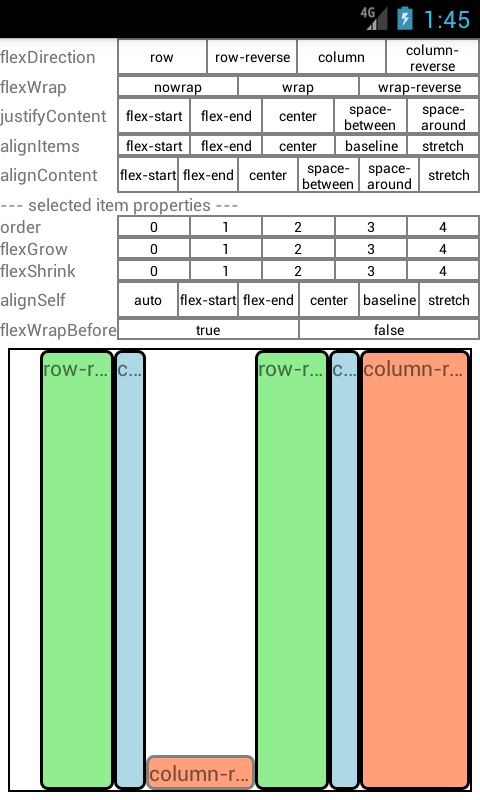 4G 1:45
flexDirection row row-reverse column column-reverse
flexWrap nowrap wrap wrap-reverse
justifyContent flex-start flex-end center space-between space-around
alignItems flex-start flex-end center baseline stretch
alignContent flex-start flex-end center space-between space-around stretch
--- selected item properties ---
order 0 1 2 3 4
flexGrow 0 1 2 3 4
flexShrink 0 1 2 3 4
alignSelf auto flex-start flex-end center baseline stretch
flexWrapBefore true false
row-r... c... row-r... c... column-r...
column-r...